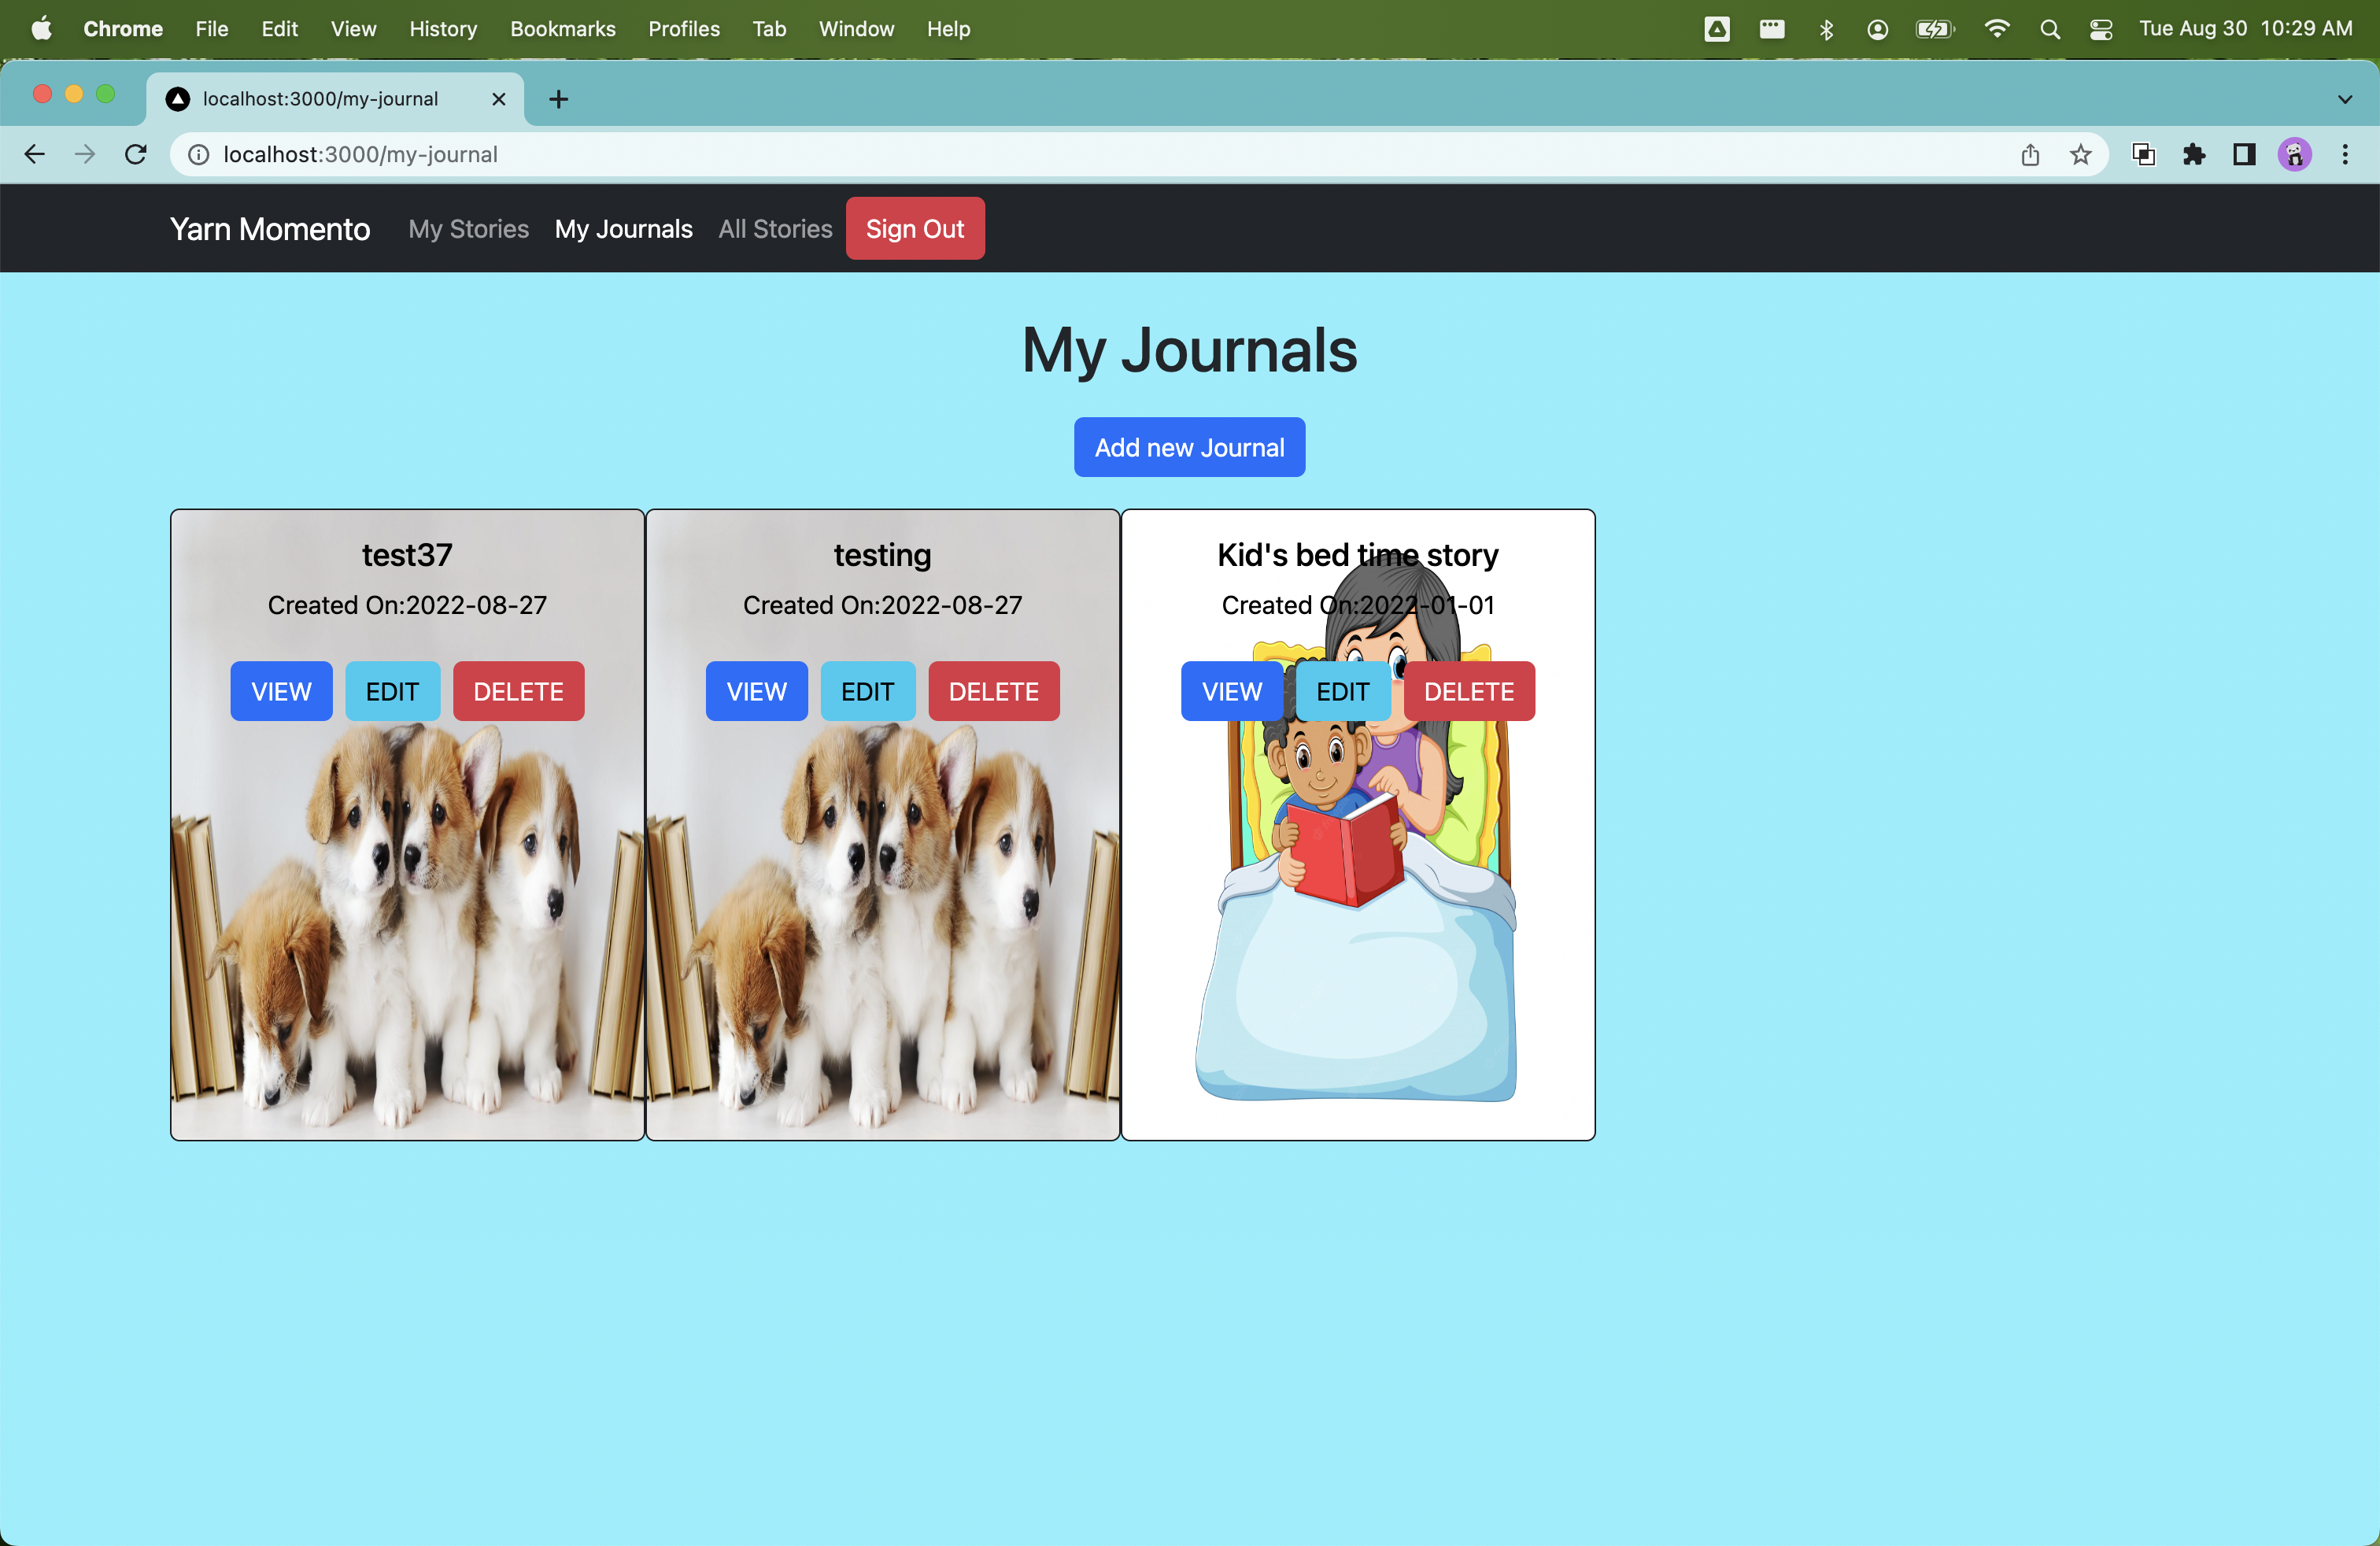 Chrome File Edit View History Bookmarks Profiles Tab Window Help Tue Aug 30 10:29 AM
localhost:3000/my-journal
localhost:3000/my-journal
Yarn Momento My Stories My Journals All Stories Sign Out
My Journals
Add new Journal
test37
Created On:2022-08-27
VIEW EDIT DELETE
testing
Created On:2022-08-27
VIEW EDIT DELETE
Kid's bed time story
Created On:2022-01-01
VIEW EDIT DELETE